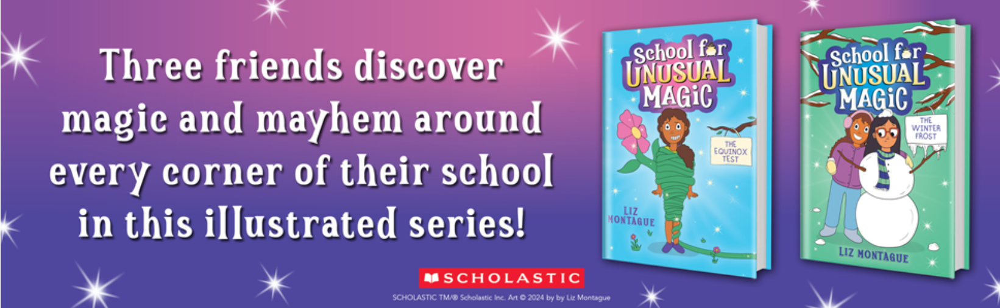 Three friends discover
magic and mayhem around
every corner of their school
in this illustrated series!
School for
UNUSUAL
MAGiC
THE
EQUINOX
TEST
LIZ
MONTAGUE
School for
UNUSUAL
MAGiC
THE
WINTER
FROST
LIZ MONTAGUE
SCHOLASTIC
SCHOLASTIC TM/® Scholastic Inc. Art © 2024 by by Liz Montague